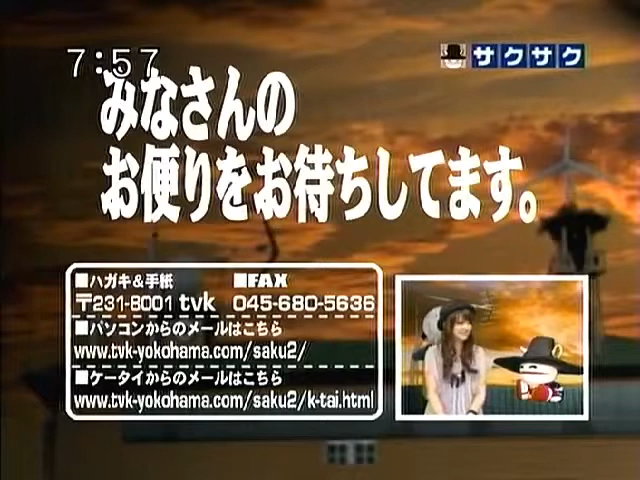 7:57
サクサク
みなさんの
お便りをお待ちしてます。
■ハガキ&手紙 ■FAX
〒231-8001 tvk 045-680-5636
■パソコンからのメールはこちら
www.tvk-yokohama.com/saku2/
■ケータイからのメールはこちら
www.tvk-yokohama.com/saku2/k-tai.html